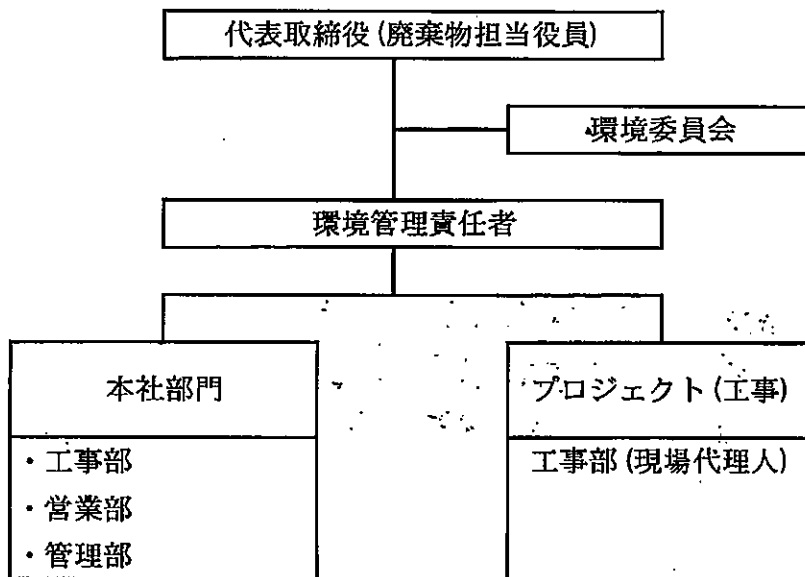 代表取締役(廃棄物担当役員)
環境委員会
環境管理責任者
本社部門
プロジェクト(工事)
・工事部
工事部(現場代理人)
・営業部
・管理部